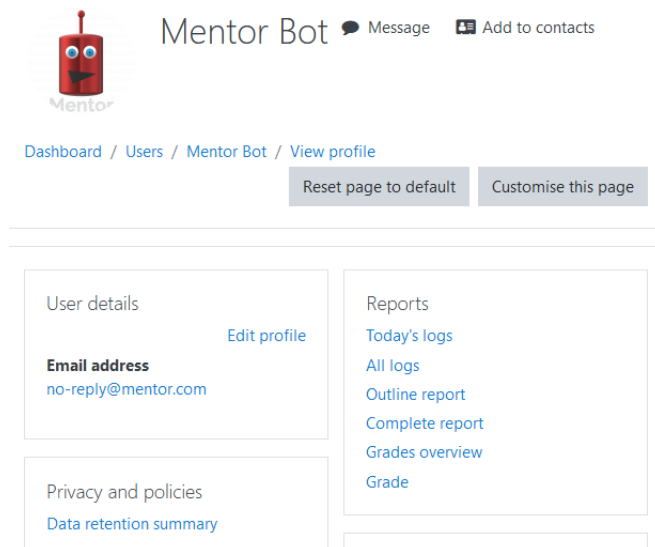 Mentor Bot Message Add to contacts
Mentor
Dashboard / Users / Mentor Bot / View profile
Reset page to default Customise this page
User details
Edit profile
Email address
no-reply@mentor.com
Privacy and policies
Data retention summary
Reports
Today's logs
All logs
Outline report
Complete report
Grades overview
Grade